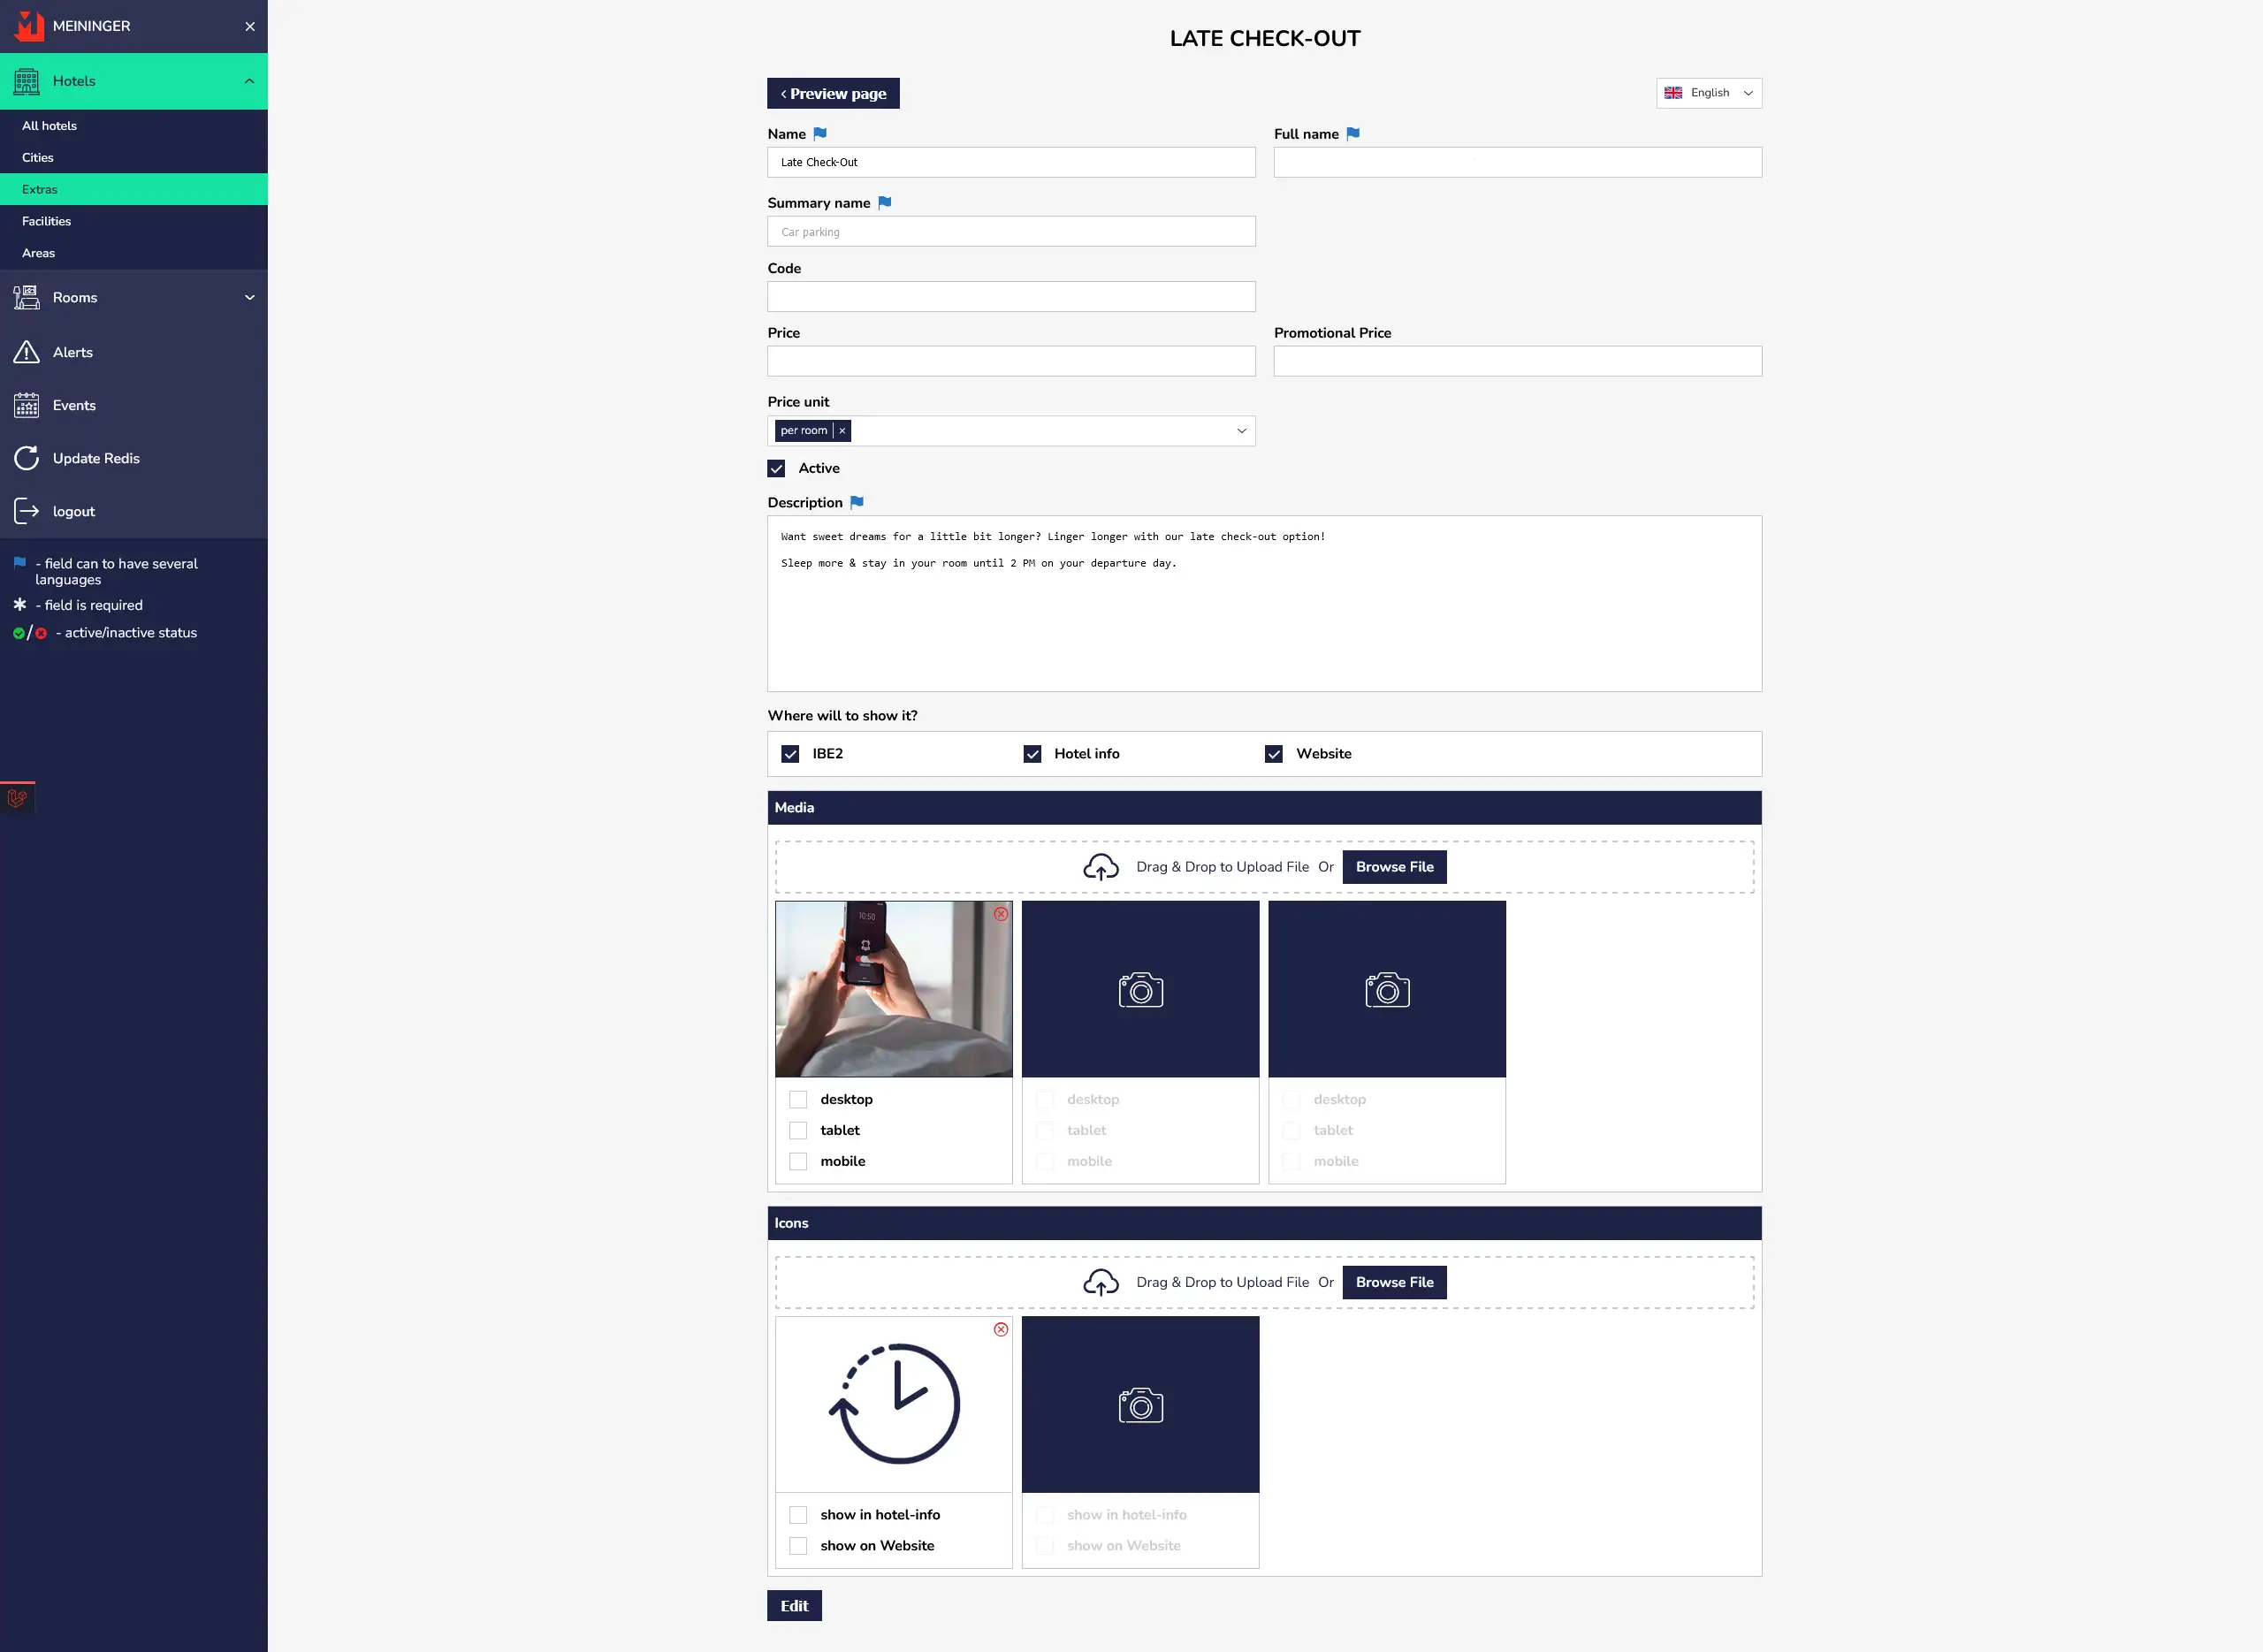 MEININGER
Hotels
All hotels
Cities
Extras
Facilities
Areas
Rooms
Alerts
Events
Update Redis
logout
- field can to have several
languages
- field is required
/ - active/inactive status
LATE CHECK-OUT
Preview page
English
Name
Full name
Late Check-Out
Summary name
Car parking
Code
Price
Promotional Price
Price unit
per room
Active
Description
Want sweet dreams for a little bit longer? Linger longer with our late check-out option!
Sleep more & stay in your room until 2 PM on your departure day.
Where will to show it?
IBE2
Hotel info
Website
Media
Drag & Drop to Upload File Or Browse File
10:50
desktop
tablet
mobile
desktop
tablet
mobile
desktop
tablet
mobile
Icons
Drag & Drop to Upload File Or Browse File
show in hotel-info
show on Website
show in hotel-info
show on Website
Edit